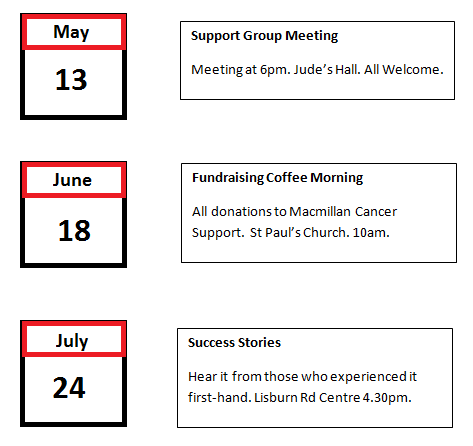 May
13
Support Group Meeting
Meeting at 6pm. Jude’s Hall. All Welcome.
June
18
Fundraising Coffee Morning
All donations to Macmillan Cancer
Support.  St Paul’s Church. 10am.
July
24
Success Stories
Hear it from those who experienced it
first-hand. Lisburn Rd Centre 4.30pm.